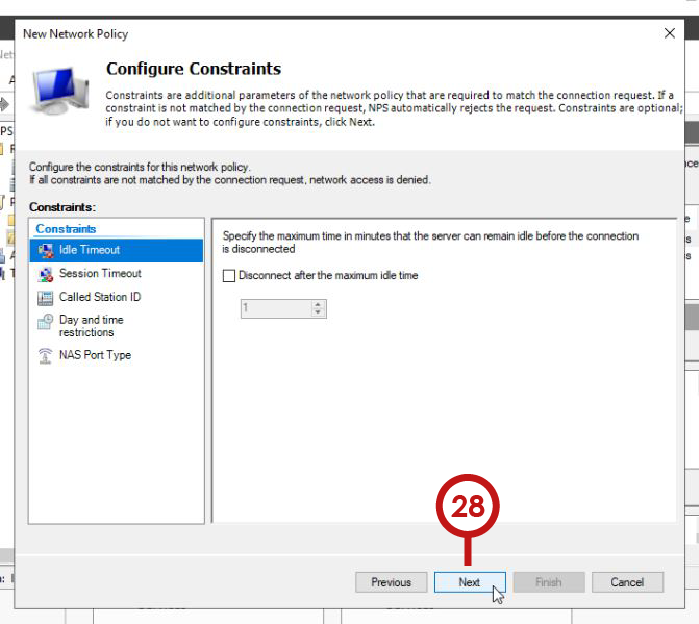 New Network Policy
Configure Constraints
Constraints are additional parameters of the network policy that are required to match the connection request. If a
constraint is not matched by the connection request, NPS automatically rejects the request. Constraints are optional;
if you do not want to configure constraints, click Next.
Configure the constraints for this network policy.
If all constraints are not matched by the connection request, network access is denied.
Constraints:
Constraints
Idle Timeout
Session Timeout
Called Station ID
Day and time
restrictions
NAS Port Type
Specify the maximum time in minutes that the server can remain idle before the connection
is disconnected
Disconnect after the maximum idle time
1
28
Previous
Next
Finish
Cancel